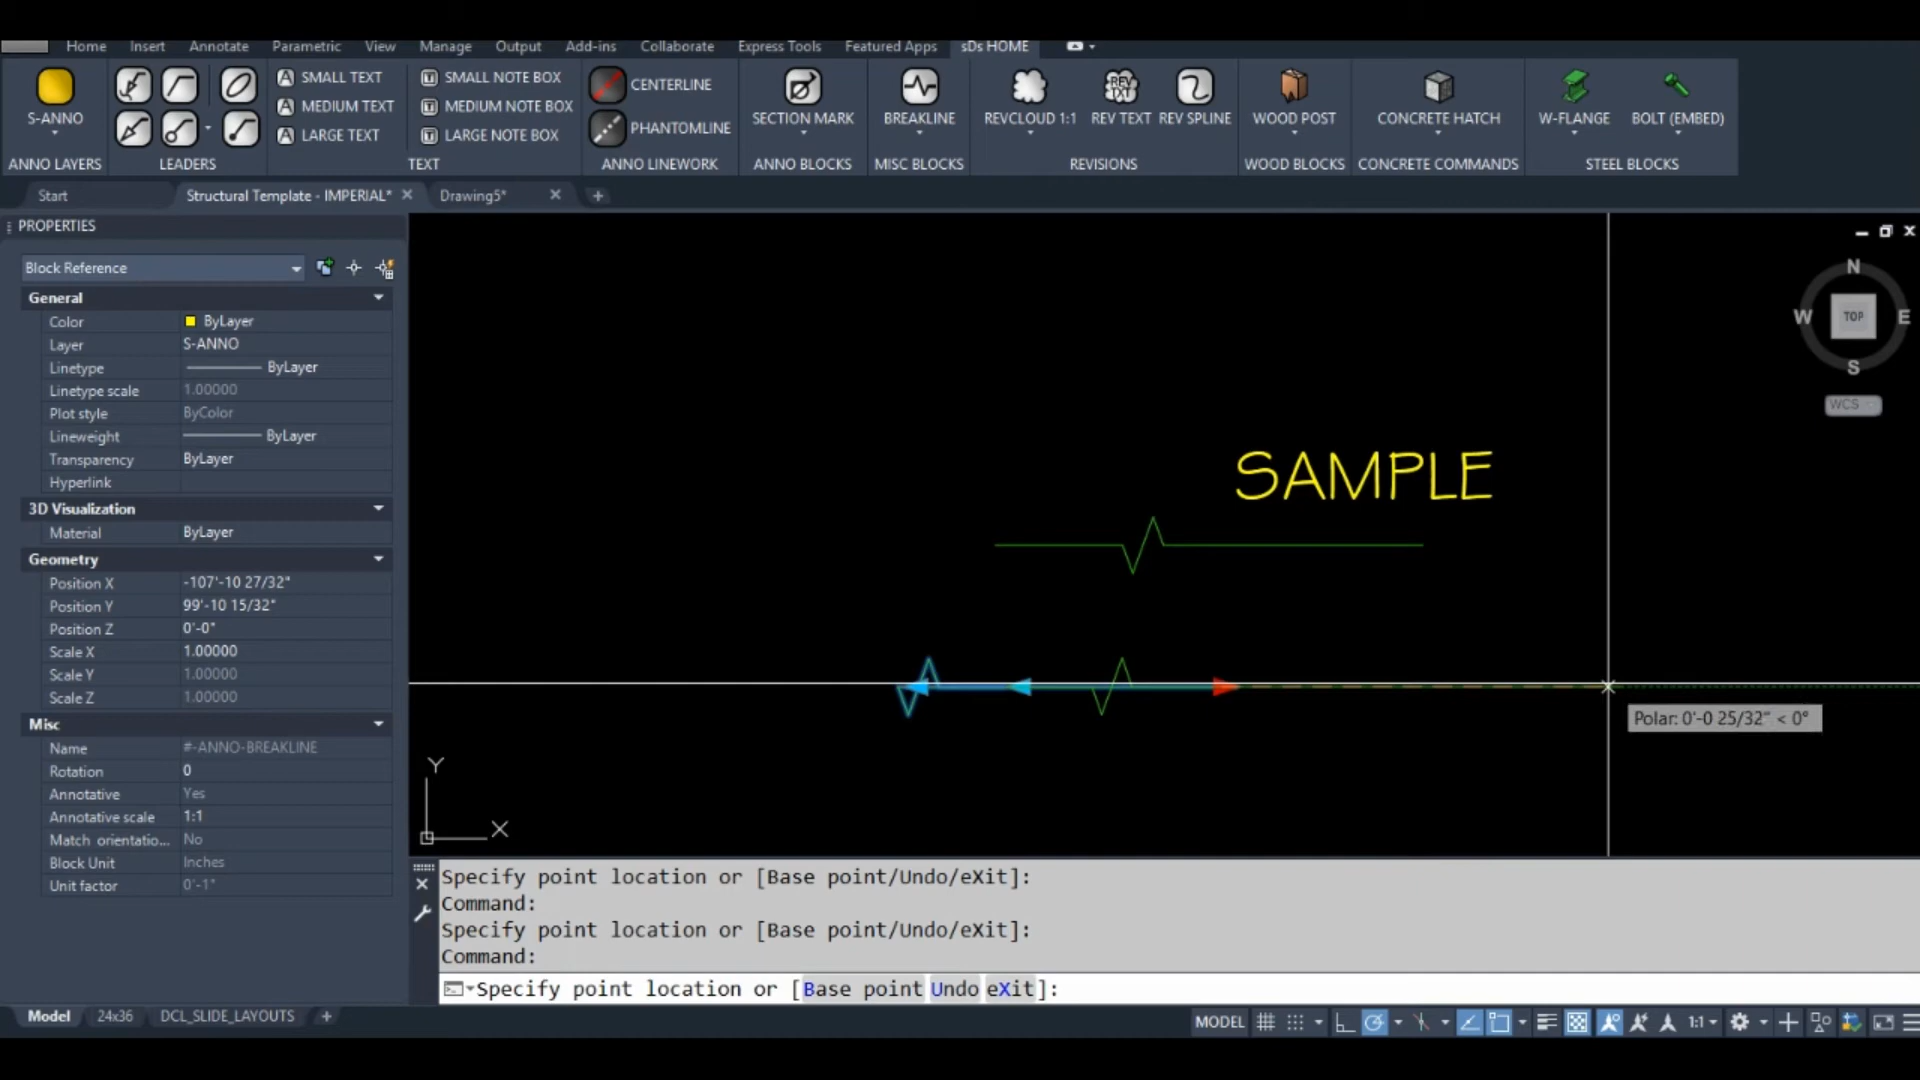 Home Insert Annotate Parametric View Manage Output Add-ins Collaborate Express Tools Featured Apps sDs HOME
S-ANNO
SMALL TEXT
MEDIUM TEXT
LARGE TEXT
SMALL NOTE BOX
MEDIUM NOTE BOX
LARGE NOTE BOX
CENTERLINE
PHANTOMLINE
SECTION MARK
BREAKLINE
REVCLOUD 1:1
REV TXT
REV TEXT
REV SPLINE
WOOD POST
CONCRETE HATCH
W-FLANGE
BOLT (EMBED)
ANNO LAYERS LEADERS TEXT ANNO LINEWORK ANNO BLOCKS MISC BLOCKS REVISIONS WOOD BLOCKS CONCRETE COMMANDS STEEL BLOCKS
Start Structural Template - IMPERIAL* Drawing5*
PROPERTIES
Block Reference
General
Color ByLayer
Layer S-ANNO
Linetype ByLayer
Linetype scale 1.00000
Plot style ByColor
Lineweight ByLayer
Transparency ByLayer
Hyperlink
3D Visualization
Material ByLayer
Geometry
Position X -107'-10 27/32"
Position Y 99'-10 15/32"
Position Z 0'-0"
Scale X 1.00000
Scale Y 1.00000
Scale Z 1.00000
Misc
Name #-ANNO-BREAKLINE
Rotation 0
Annotative Yes
Annotative scale 1:1
Match orientatio... No
Block Unit Inches
Unit factor 0'-1"
N
W TOP E
S
WCS
SAMPLE
Polar: 0'-0 25/32" < 0°
Y
X
Specify point location or [Base point/Undo/eXit]:
Command:
Specify point location or [Base point/Undo/eXit]:
Command:
Specify point location or [Base point Undo eXit]:
Model 24x36 DCL_SLIDE_LAYOUTS
MODEL 1:1